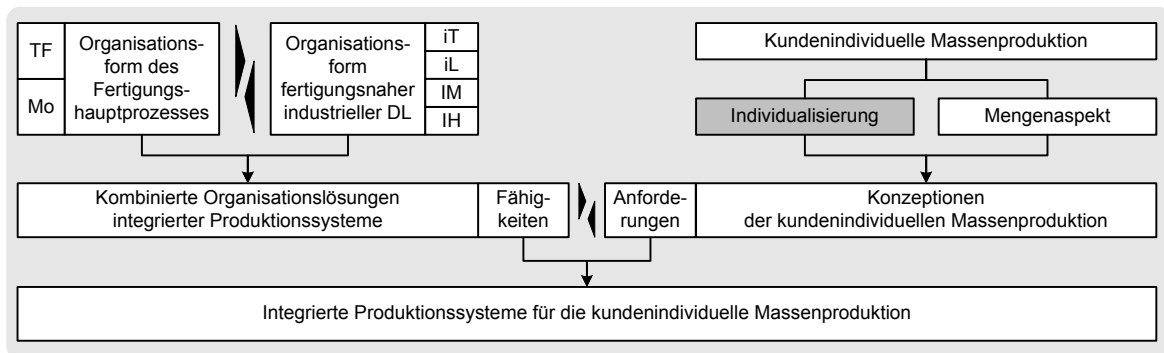 TF
Mo
Organisations-
form des
Fertigungs-
hauptprozesses
Organisations-
form
fertigungsnaher
industrieller DL
iT
iL
IM
IH
Kundenindividuelle Massenproduktion
Individualisierung
Mengenaspekt
Kombinierte Organisationslösungen
integrierter Produktionssysteme
Fähig-
keiten
Anforde-
rungen
Konzeptionen
der kundenindividuellen Massenproduktion
Integrierte Produktionssysteme für die kundenindividuelle Massenproduktion